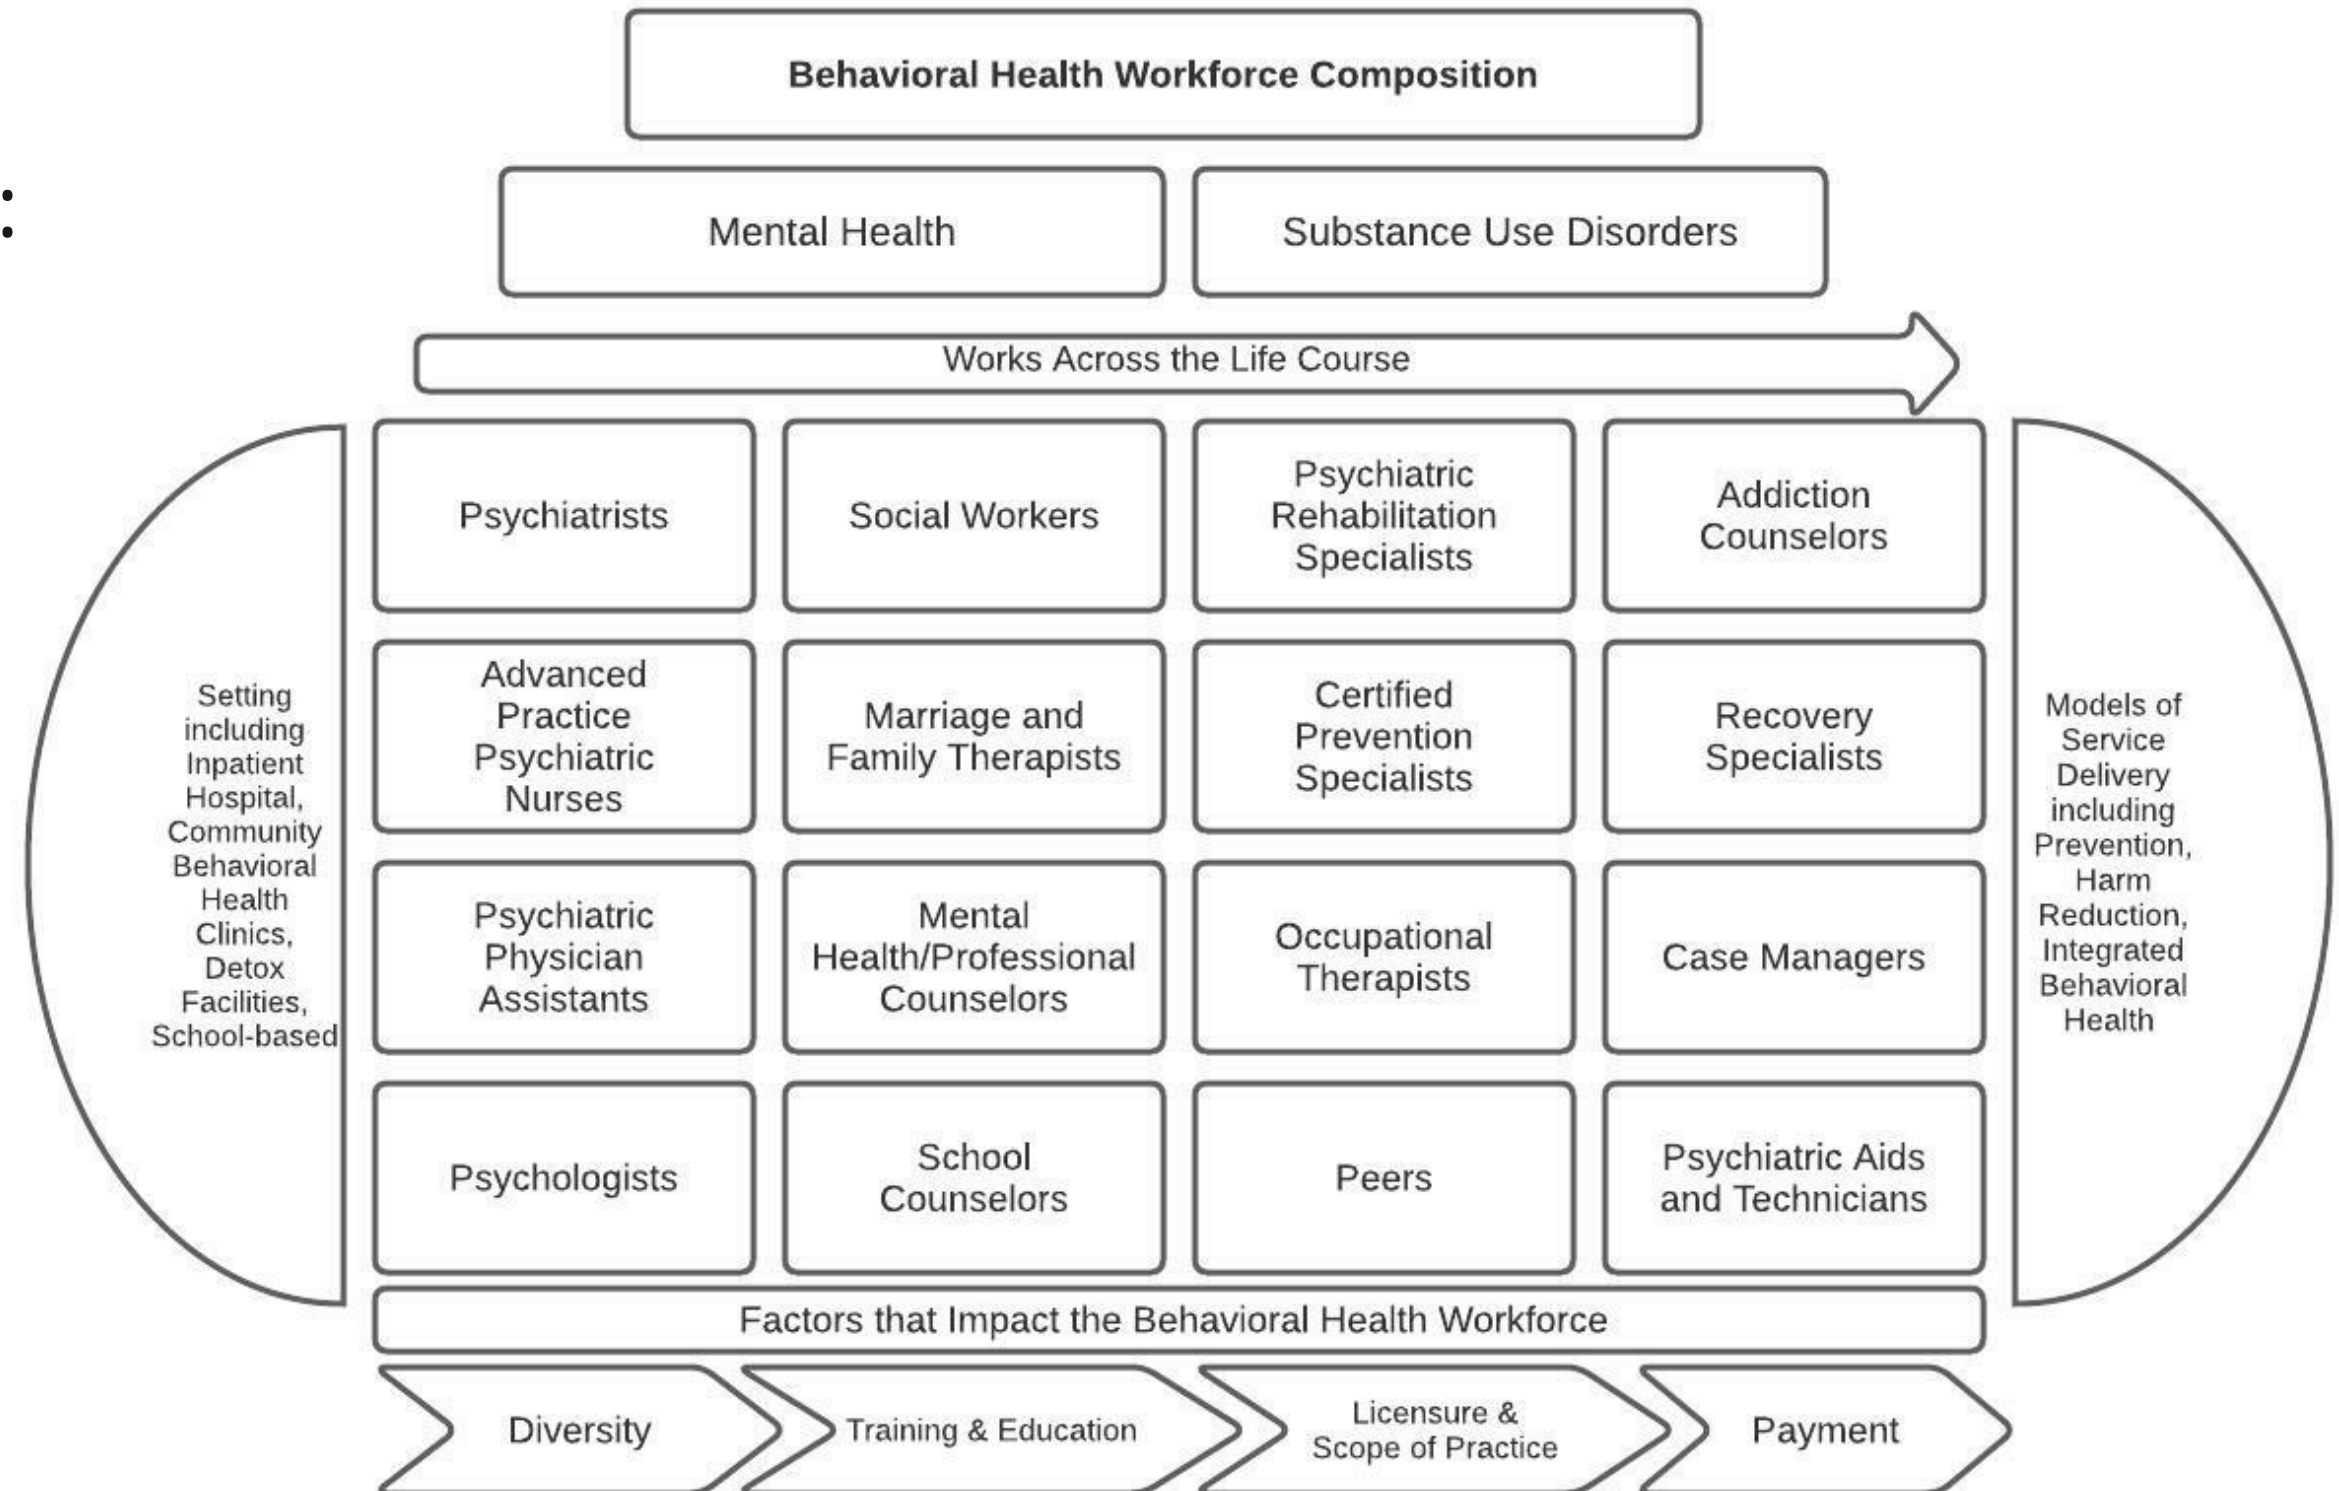 Behavioral Health Workforce Composition
Mental Health
Substance Use Disorders
Works Across the Life Course
Setting
including
Inpatient
Hospital,
Community
Behavioral
Health
Clinics,
Detox
Facilities,
School-based
Psychiatrists
Social Workers
Psychiatric
Rehabilitation
Specialists
Addiction
Counselors
Advanced
Practice
Psychiatric
Nurses
Marriage and
Family Therapists
Certified
Prevention
Specialists
Recovery
Specialists
Psychiatric
Physician
Assistants
Mental
Health/Professional
Counselors
Occupational
Therapists
Case Managers
Psychologists
School
Counselors
Peers
Psychiatric Aids
and Technicians
Models of
Service
Delivery
including
Prevention,
Harm
Reduction,
Integrated
Behavioral
Health
Factors that Impact the Behavioral Health Workforce
Diversity
Training & Education
Licensure &
Scope of Practice
Payment